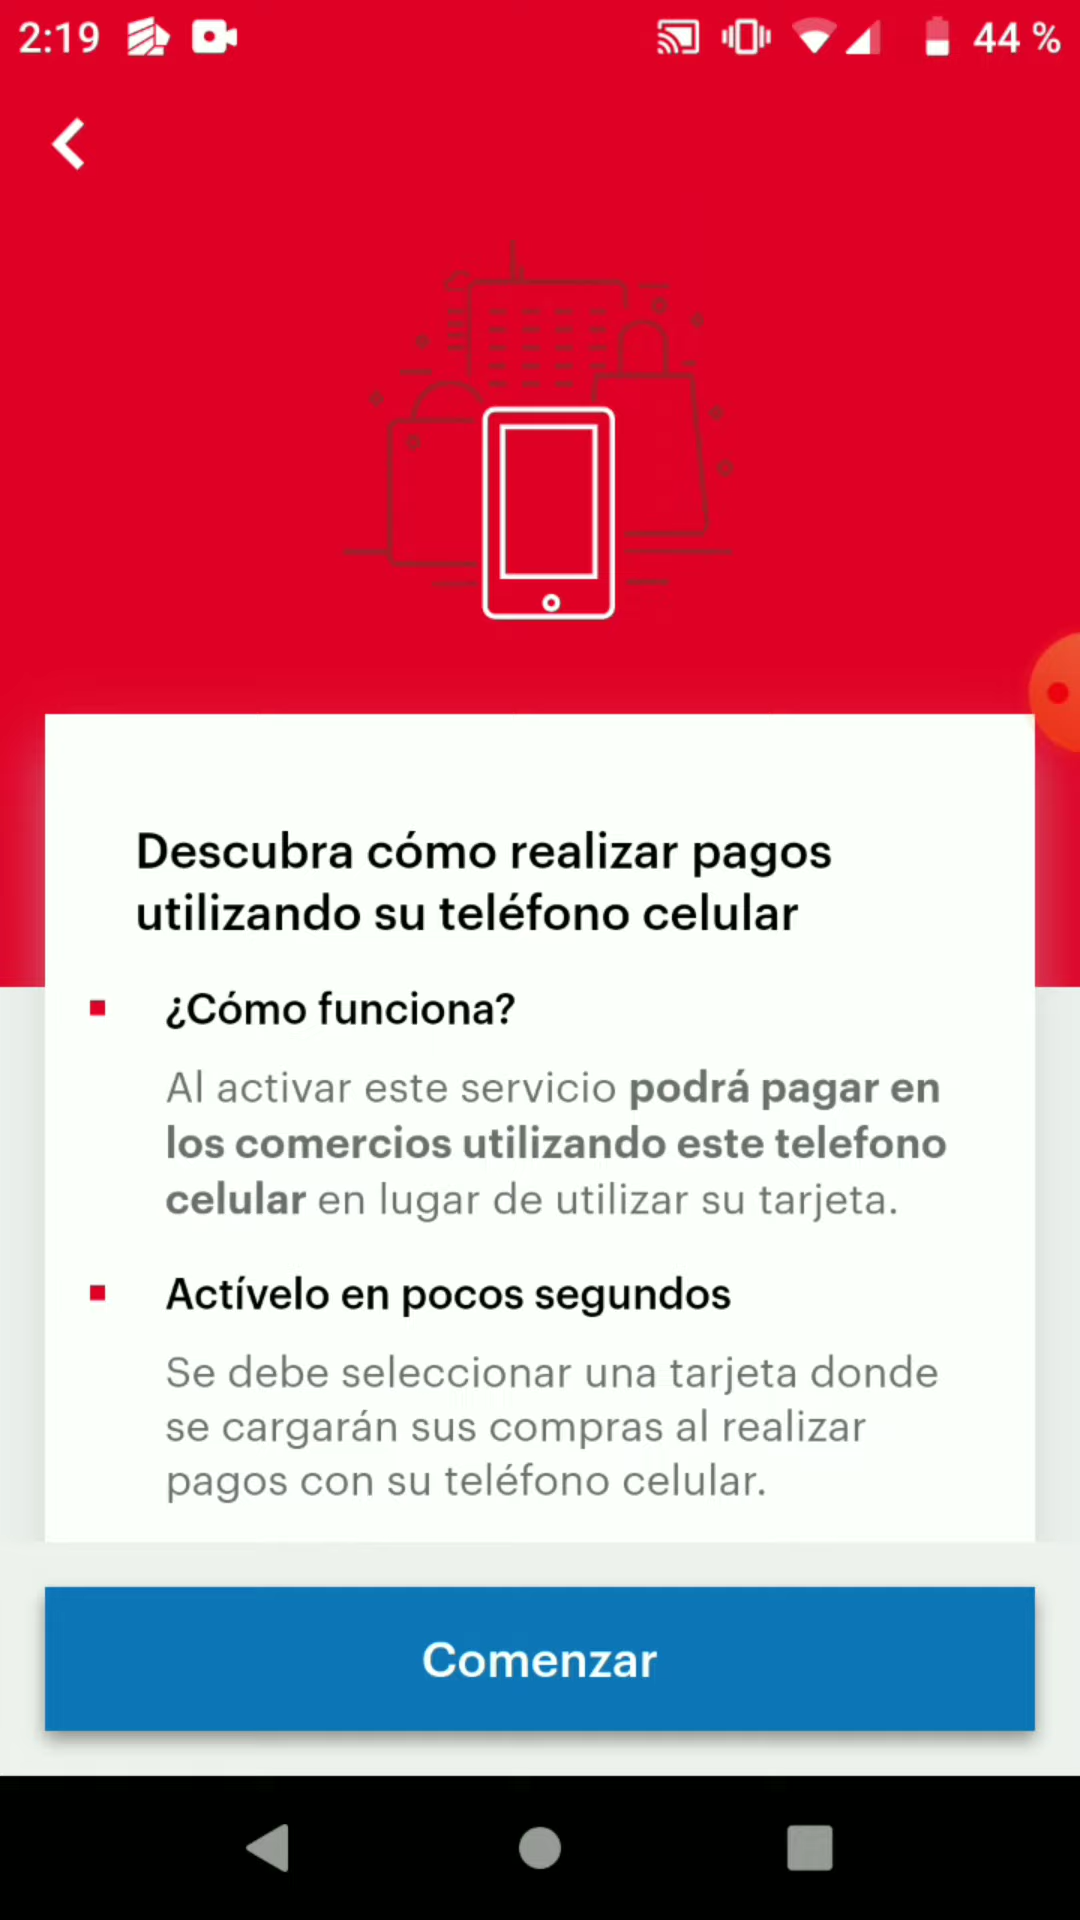 2:19
44 %
Descubra cómo realizar pagos
utilizando su teléfono celular
¿Cómo funciona?
Al activar este servicio podrá pagar en
los comercios utilizando este telefono
celular en lugar de utilizar su tarjeta.
Actívelo en pocos segundos
Se debe seleccionar una tarjeta donde
se cargarán sus compras al realizar
pagos con su teléfono celular.
Comenzar